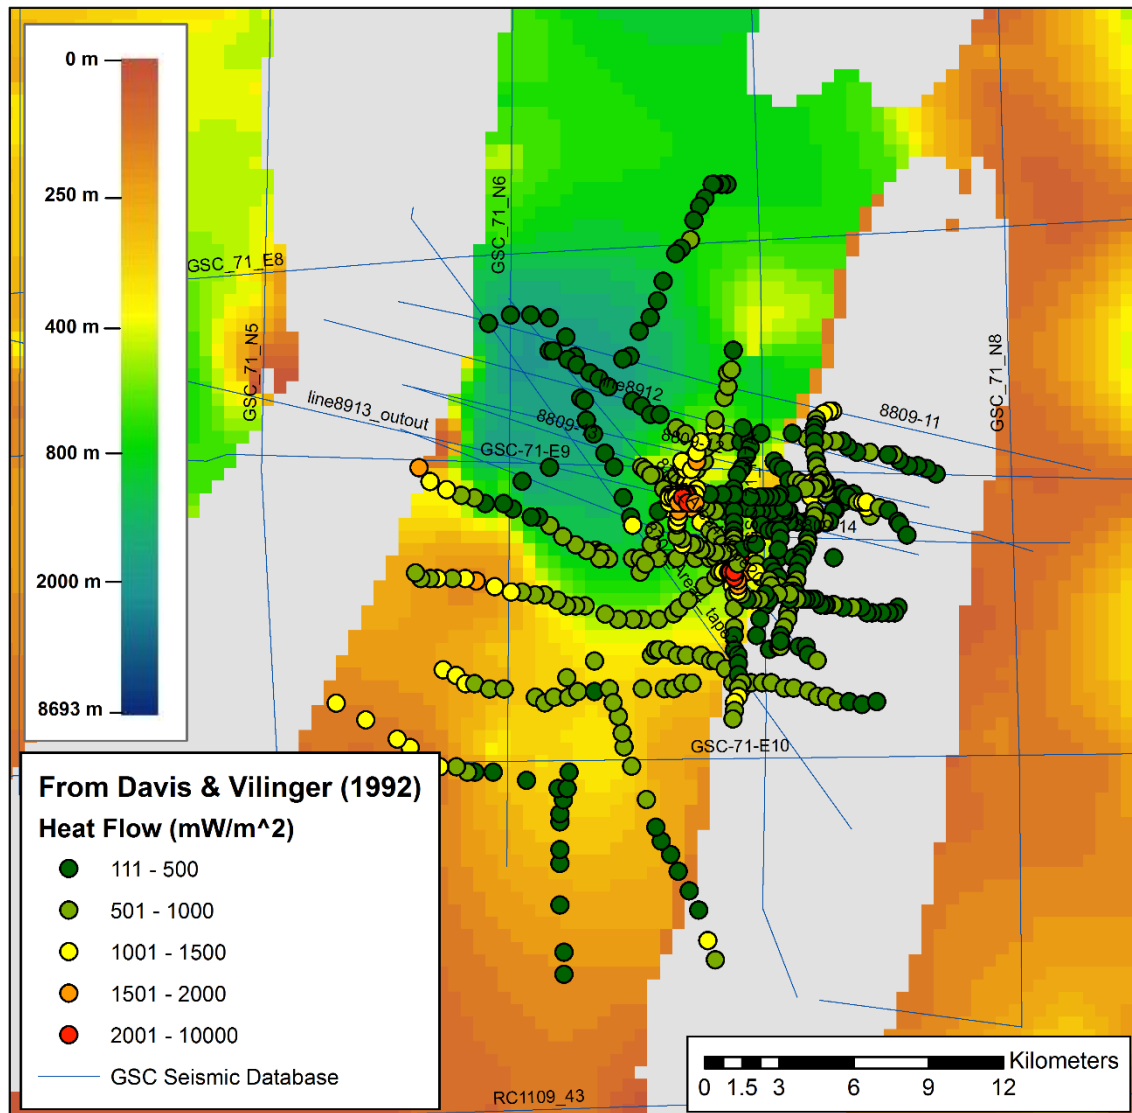 0 m
250 m
400 m
800 m
2000 m
8693 m
GSC_71_E8
GSC_71_N6
GSC_71_N5
GSC_71_N8
line8912
line8913_outout
8809-13
8809-11
GSC-71-E9
GSC-71-E10
RC1109_43
From Davis & Vilinger (1992)
Heat Flow (mW/m^2)
111 - 500
501 - 1000
1001 - 1500
1501 - 2000
2001 - 10000
GSC Seismic Database
Kilometers
0 1.5 3 6 9 12